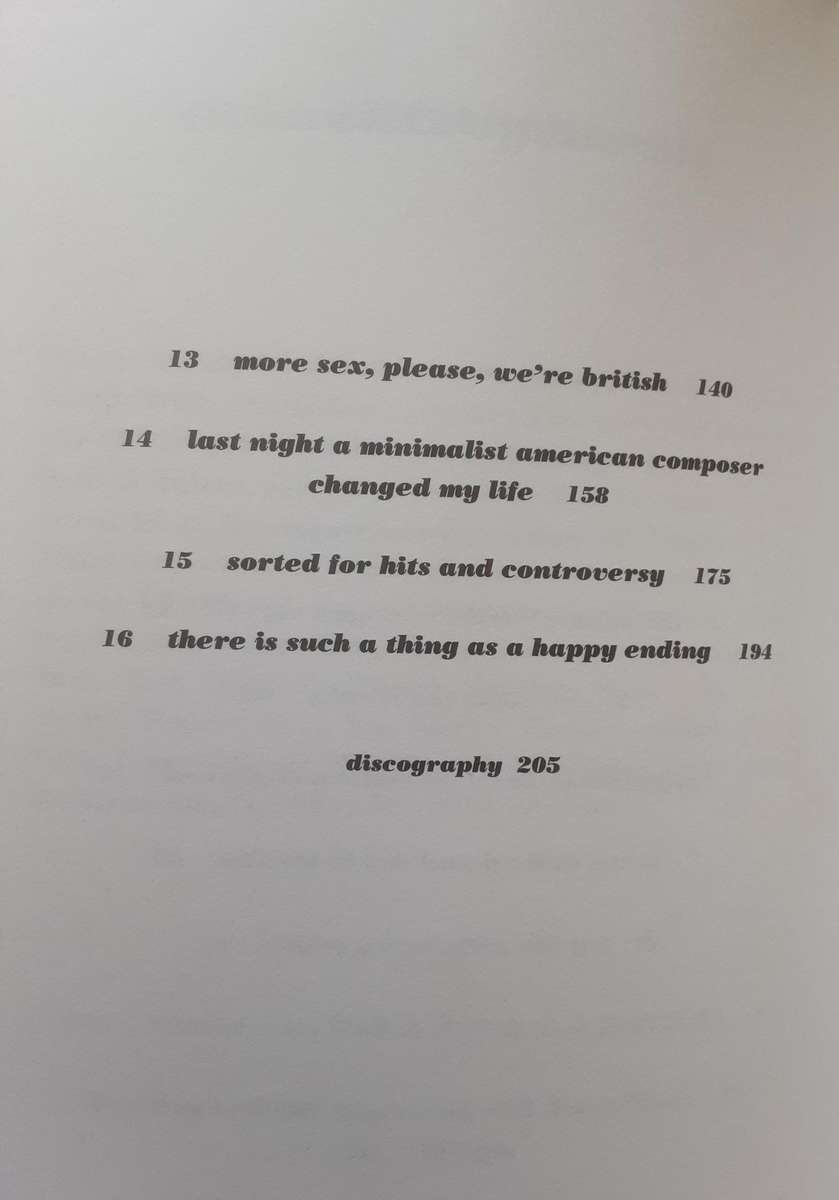 13 more sex, please, we're british 140
14 last night a minimalist american composer
changed my life 158
15 sorted for hits and controversy 175
16 there is such a thing as a happy ending 194
discography 205